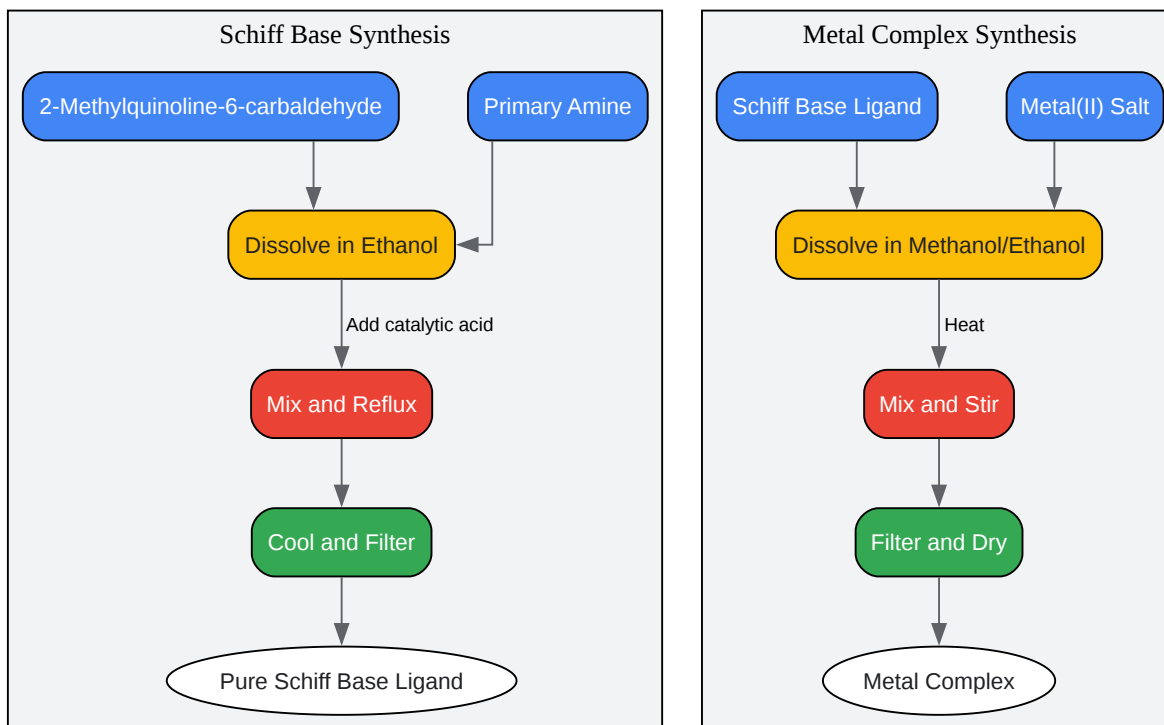 Schiff Base Synthesis
2-Methylquinoline-6-carbaldehyde
Primary Amine
Dissolve in Ethanol
Add catalytic acid
Mix and Reflux
Cool and Filter
Pure Schiff Base Ligand
Metal Complex Synthesis
Schiff Base Ligand
Metal(II) Salt
Dissolve in Methanol/Ethanol
Heat
Mix and Stir
Filter and Dry
Metal Complex